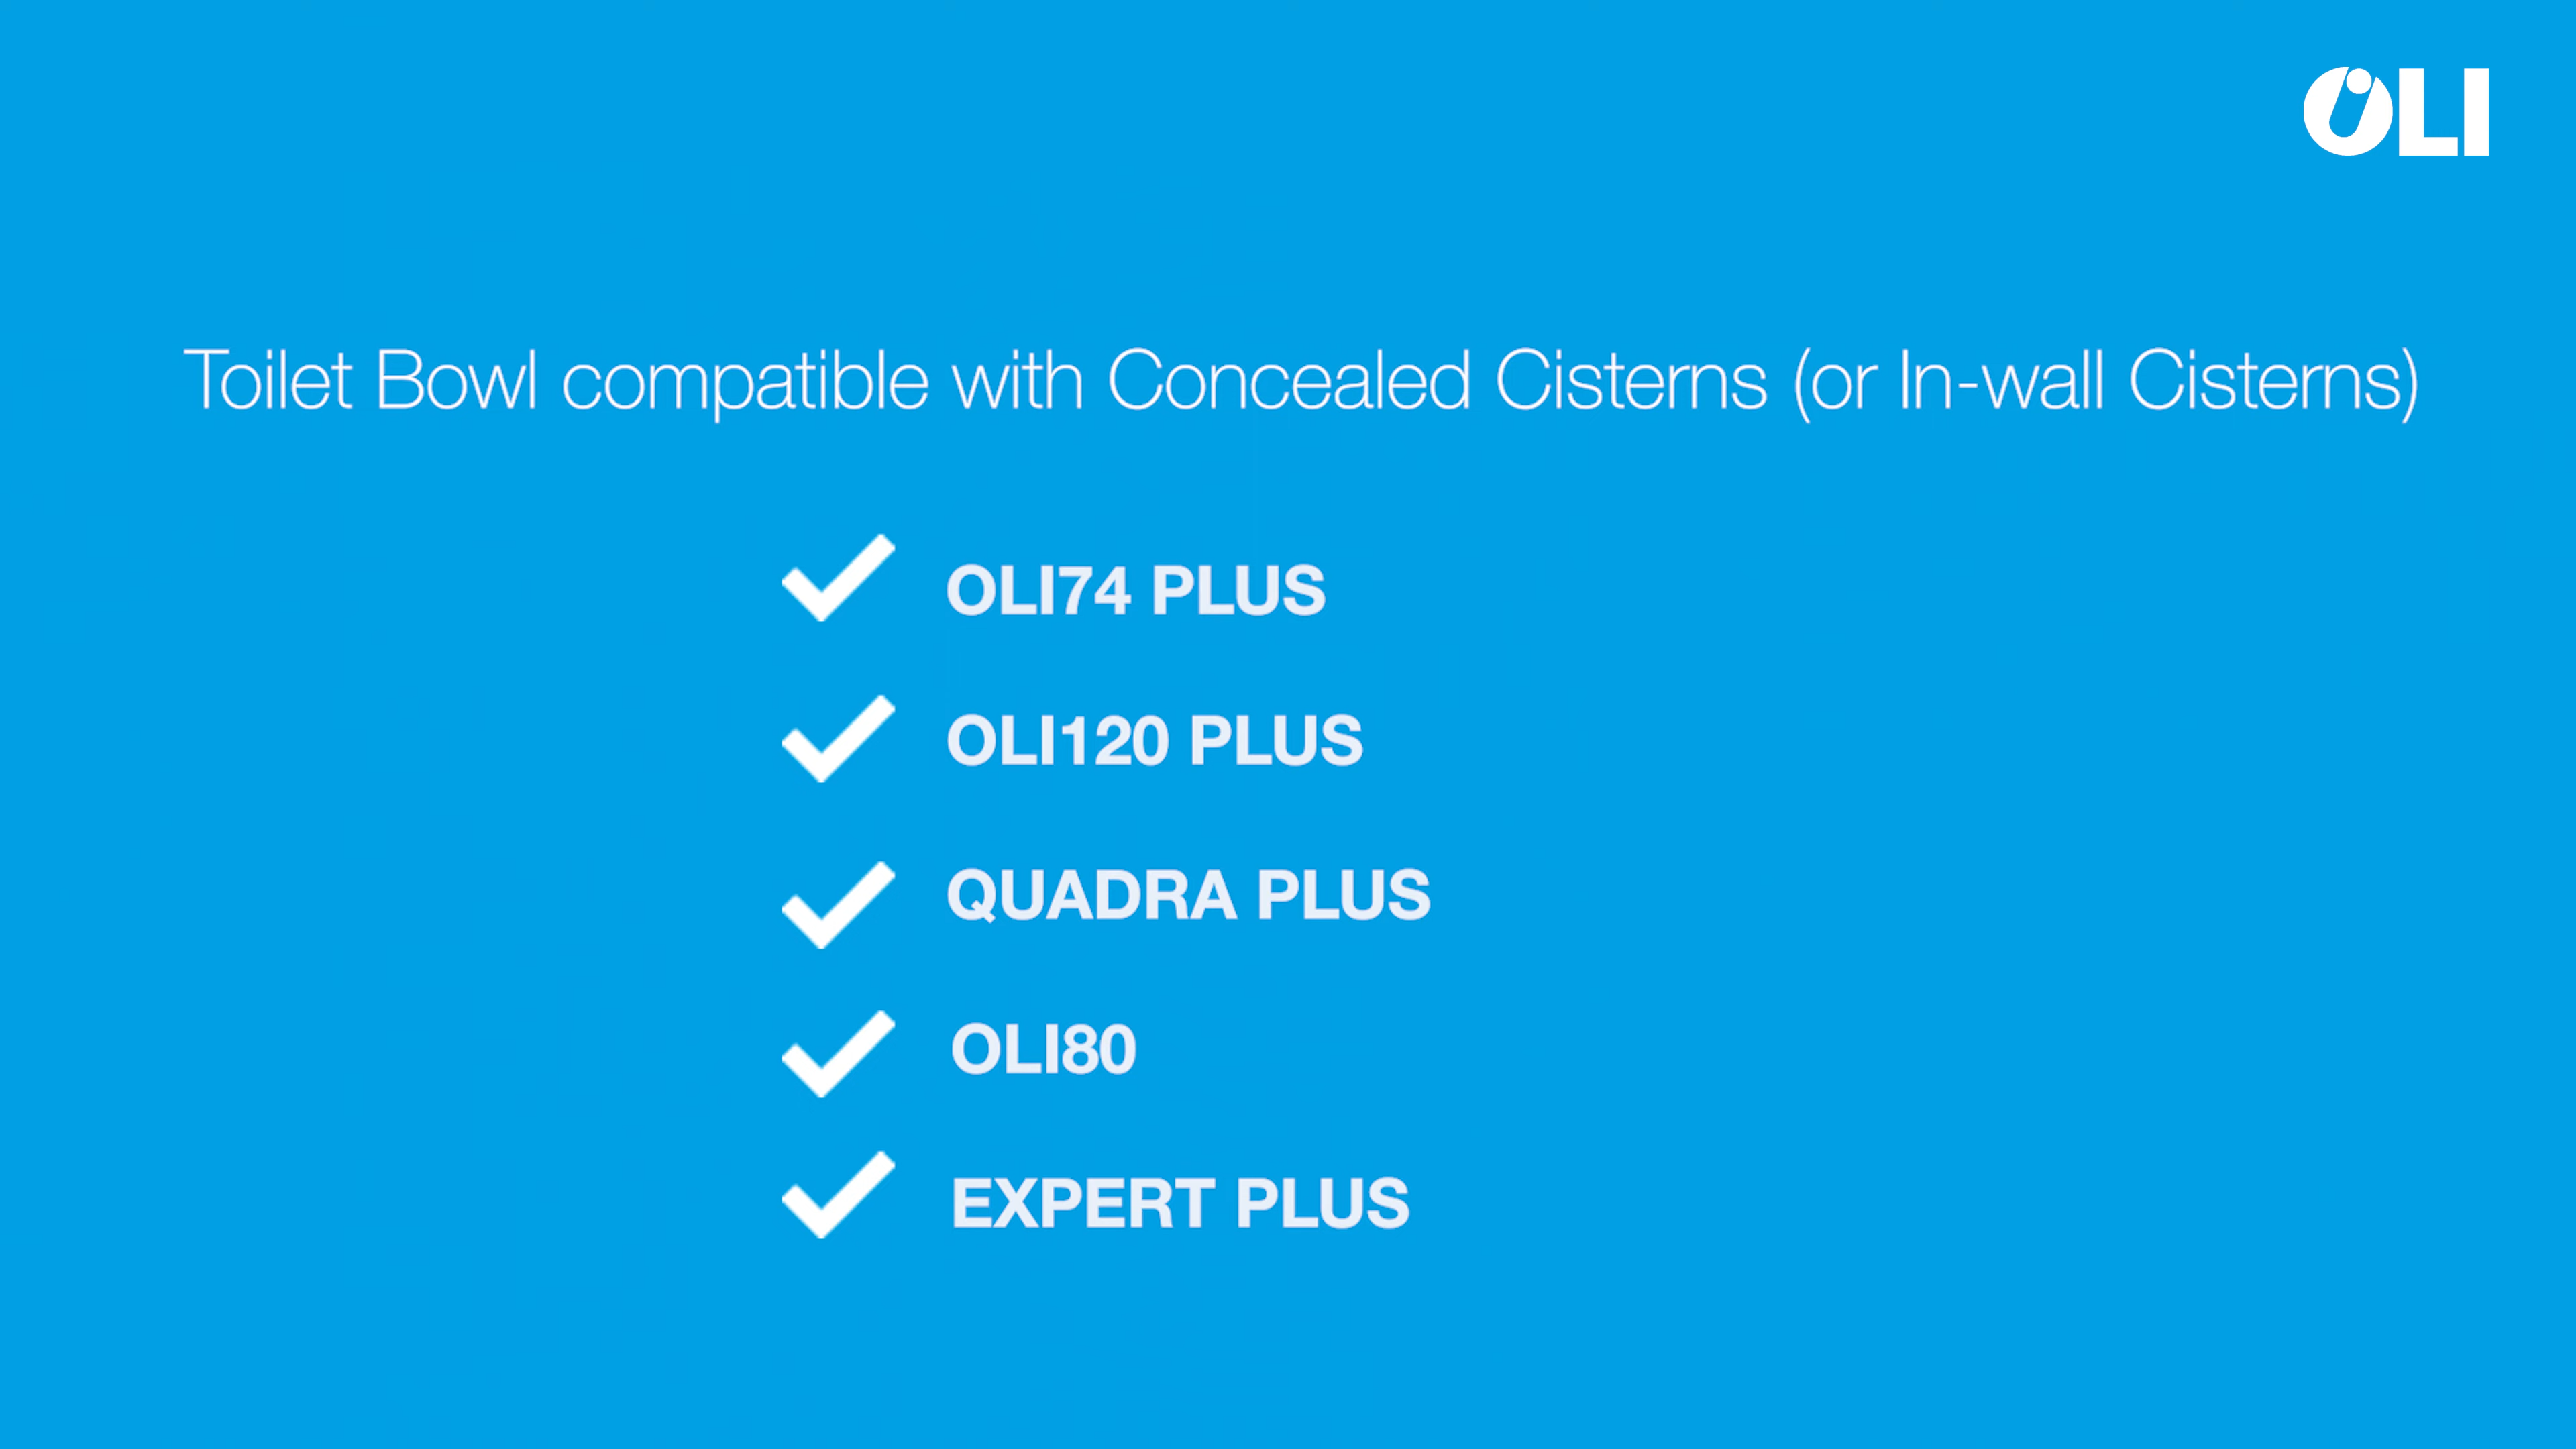 OLI
Toilet Bowl compatible with Concealed Cisterns (or In-wall Cisterns)
OLI74 PLUS
OLI120 PLUS
QUADRA PLUS
OLI80
EXPERT PLUS